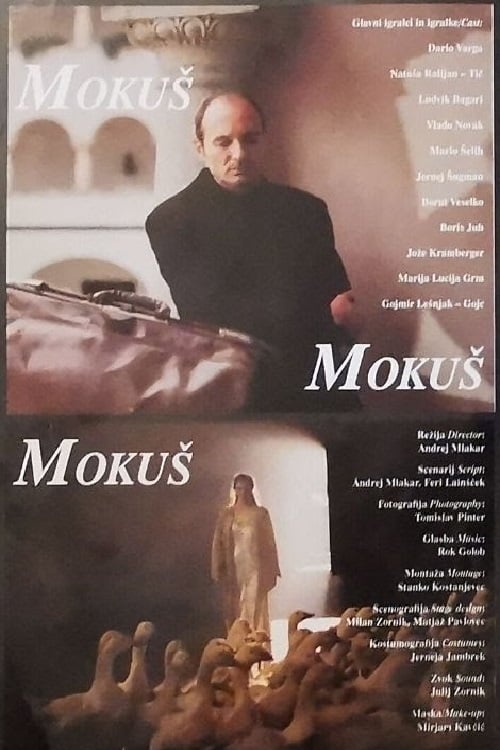 MOKUŠ
Glavni igralci in igralke/Cast:
Dario Varga
Nataša Ralijan - Tič
Ludvik Bagari
Vlado Novak
Mario Šelih
Jernej Šugman
Borut Veselko
Boris Juh
Jože Kramberger
Marija Lucija Grm
Gojmir Lešnjak - Gojc
MOKUŠ
MOKUŠ
Režija Director:
Andrej Mlakar
Scenarij Script:
Andrej Mlakar, Feri Lainšček
Fotografija Photography:
Tomislav Pinter
Glasba Music:
Rok Golob
Montaža Montage:
Stanko Kostanjevec
Scenografija Stage design:
Milan Zornik, Matjaž Pavlovec
Kostumografija Costumes:
Jerneja Jambrek
Zvok Sound:
Julij Zornik
Maska/Make-up:
Mirjam Kavčič